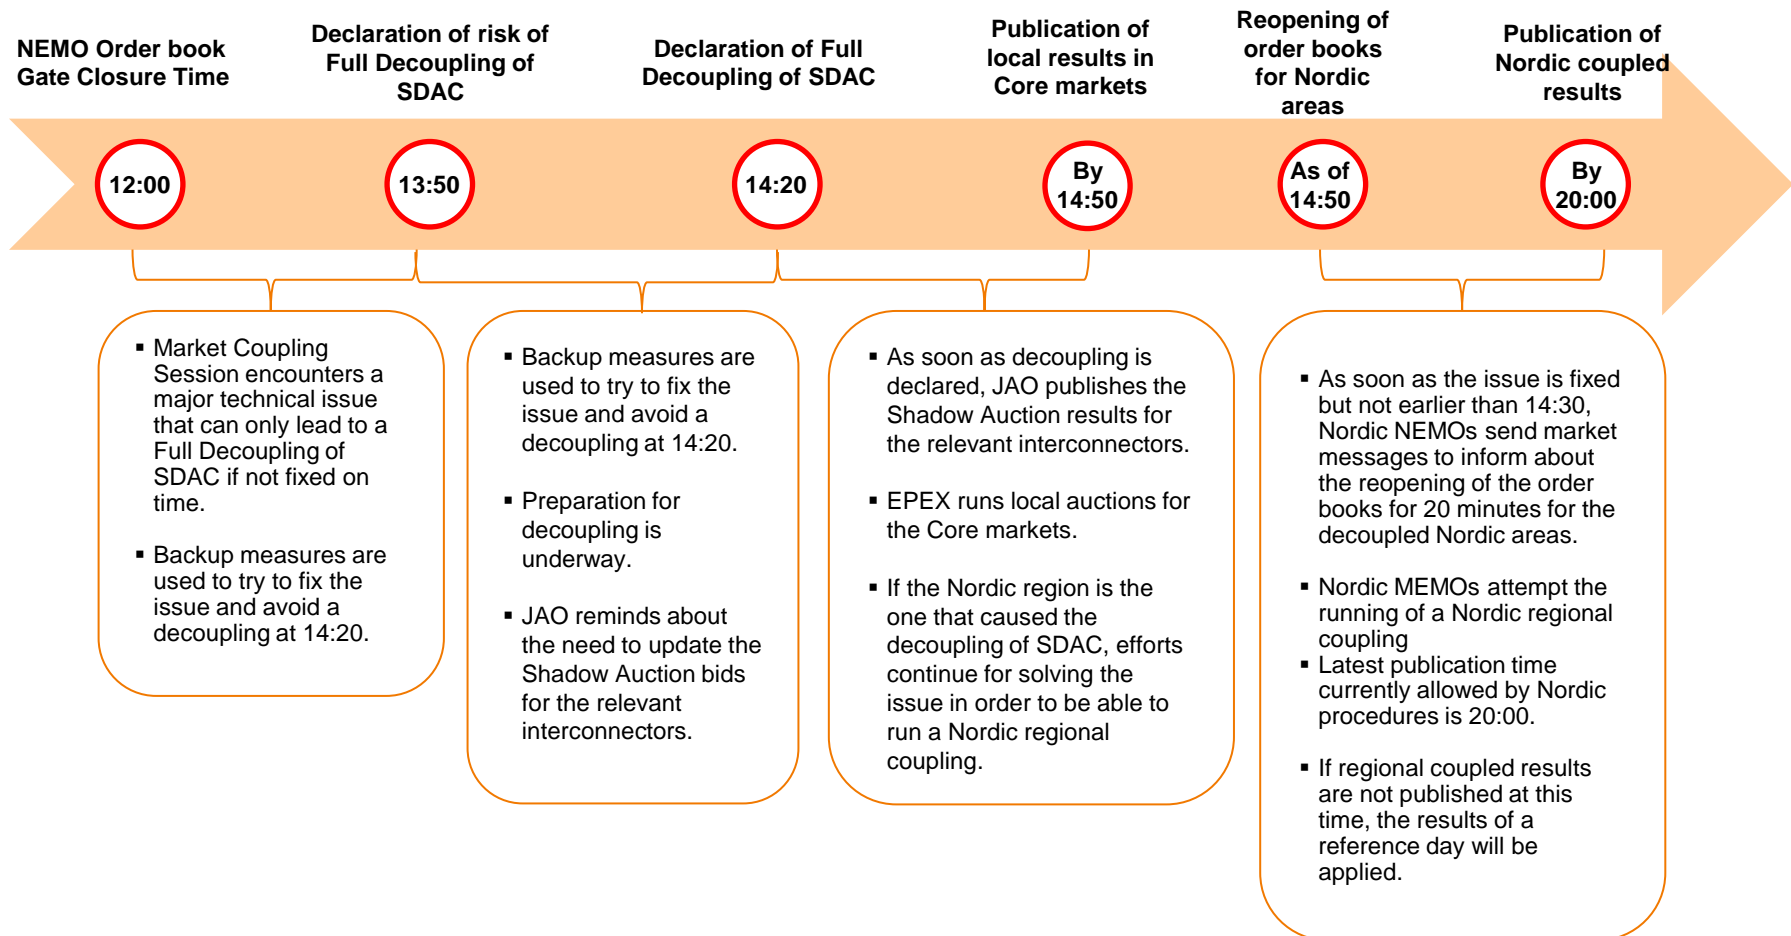 NEMO Order book
Gate Closure Time
Declaration of risk of
Full Decoupling of
SDAC
Declaration of Full
Decoupling of SDAC
Publication of
local results in
Core markets
Reopening of
order books
for Nordic
areas
Publication of
Nordic coupled
results
12:00
13:50
14:20
By
14:50
As of
14:50
By
20:00
▪ Market Coupling
Session encounters a
major technical issue
that can only lead to a
Full Decoupling of
SDAC if not fixed on
time.
▪ Backup measures are
used to try to fix the
issue and avoid a
decoupling at 14:20.
▪ Backup measures are
used to try to fix the
issue and avoid a
decoupling at 14:20.
▪ Preparation for
decoupling is
underway.
▪ JAO reminds about
the need to update the
Shadow Auction bids
for the relevant
interconnectors.
▪ As soon as decoupling is
declared, JAO publishes the
Shadow Auction results for
the relevant interconnectors.
▪ EPEX runs local auctions for
the Core markets.
▪ If the Nordic region is the
one that caused the
decoupling of SDAC, efforts
continue for solving the
issue in order to be able to
run a Nordic regional
coupling.
▪ As soon as the issue is fixed
but not earlier than 14:30,
Nordic NEMOs send market
messages to inform about
the reopening of the order
books for 20 minutes for the
decoupled Nordic areas.
▪ Nordic MEMOs attempt the
running of a Nordic regional
coupling
▪ Latest publication time
currently allowed by Nordic
procedures is 20:00.
▪ If regional coupled results
are not published at this
time, the results of a
reference day will be
applied.